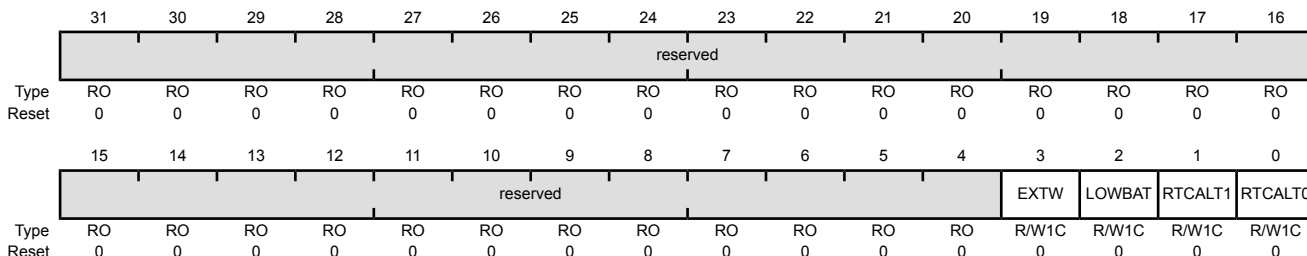 31 30 29 28 27 26 25 24 23 22 21 20 19 18 17 16
reserved
Type RO RO RO RO RO RO RO RO RO RO RO RO RO RO RO RO
Reset 0 0 0 0 0 0 0 0 0 0 0 0 0 0 0 0
15 14 13 12 11 10 9 8 7 6 5 4 3 2 1 0
reserved EXTW LOWBAT RTCALT1 RTCALT0
Type RO RO RO RO RO RO RO RO RO RO RO RO R/W1C R/W1C R/W1C R/W1C
Reset 0 0 0 0 0 0 0 0 0 0 0 0 0 0 0 0